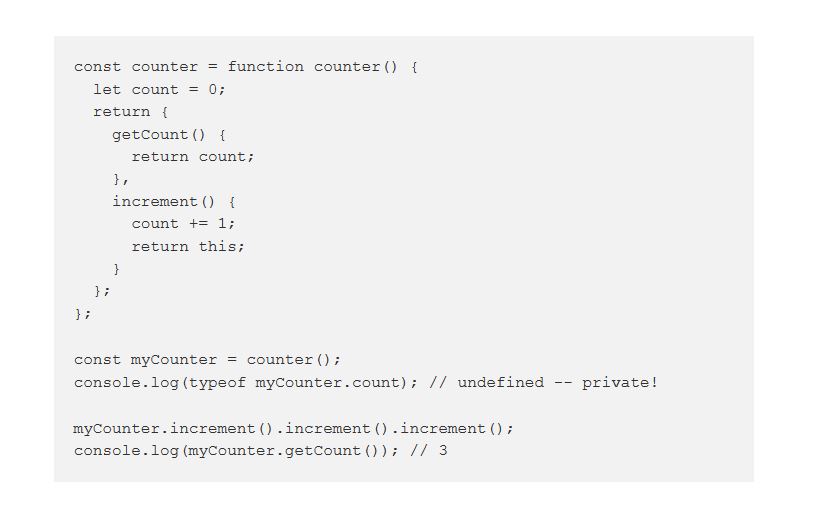 const counter = function counter() {
  let count = 0;
  return {
    getCount() {
      return count;
    },
    increment() {
      count += 1;
      return this;
    }
  };
};

const myCounter = counter();
console.log(typeof myCounter.count); // undefined -- private!

myCounter.increment().increment().increment();
console.log(myCounter.getCount()); // 3